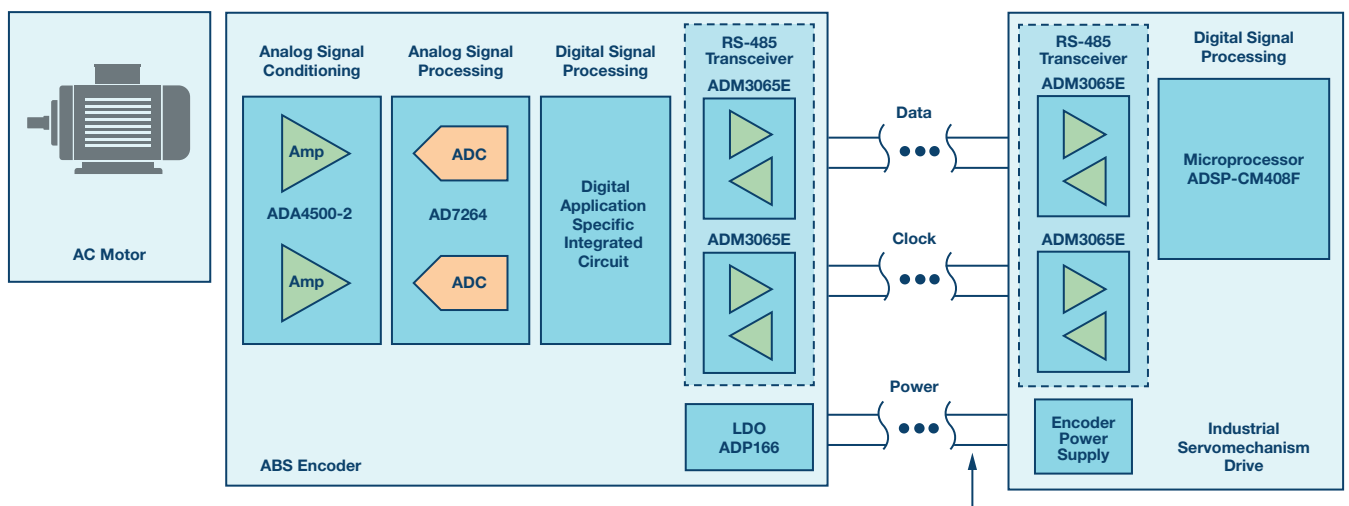 AC Motor
Analog Signal
Conditioning
Amp
ADA4500-2
Amp
Analog Signal
Processing
ADC
AD7264
ADC
Digital Signal
Processing
Digital
Application
Specific
Integrated
Circuit
RS-485
Transceiver
ADM3065E
ADM3065E
LDO
ADP166
ABS Encoder
Data
Clock
Power
RS-485
Transceiver
ADM3065E
ADM3065E
Encoder
Power
Supply
Digital Signal
Processing
Microprocessor
ADSP-CM408F
Industrial
Servomechanism
Drive